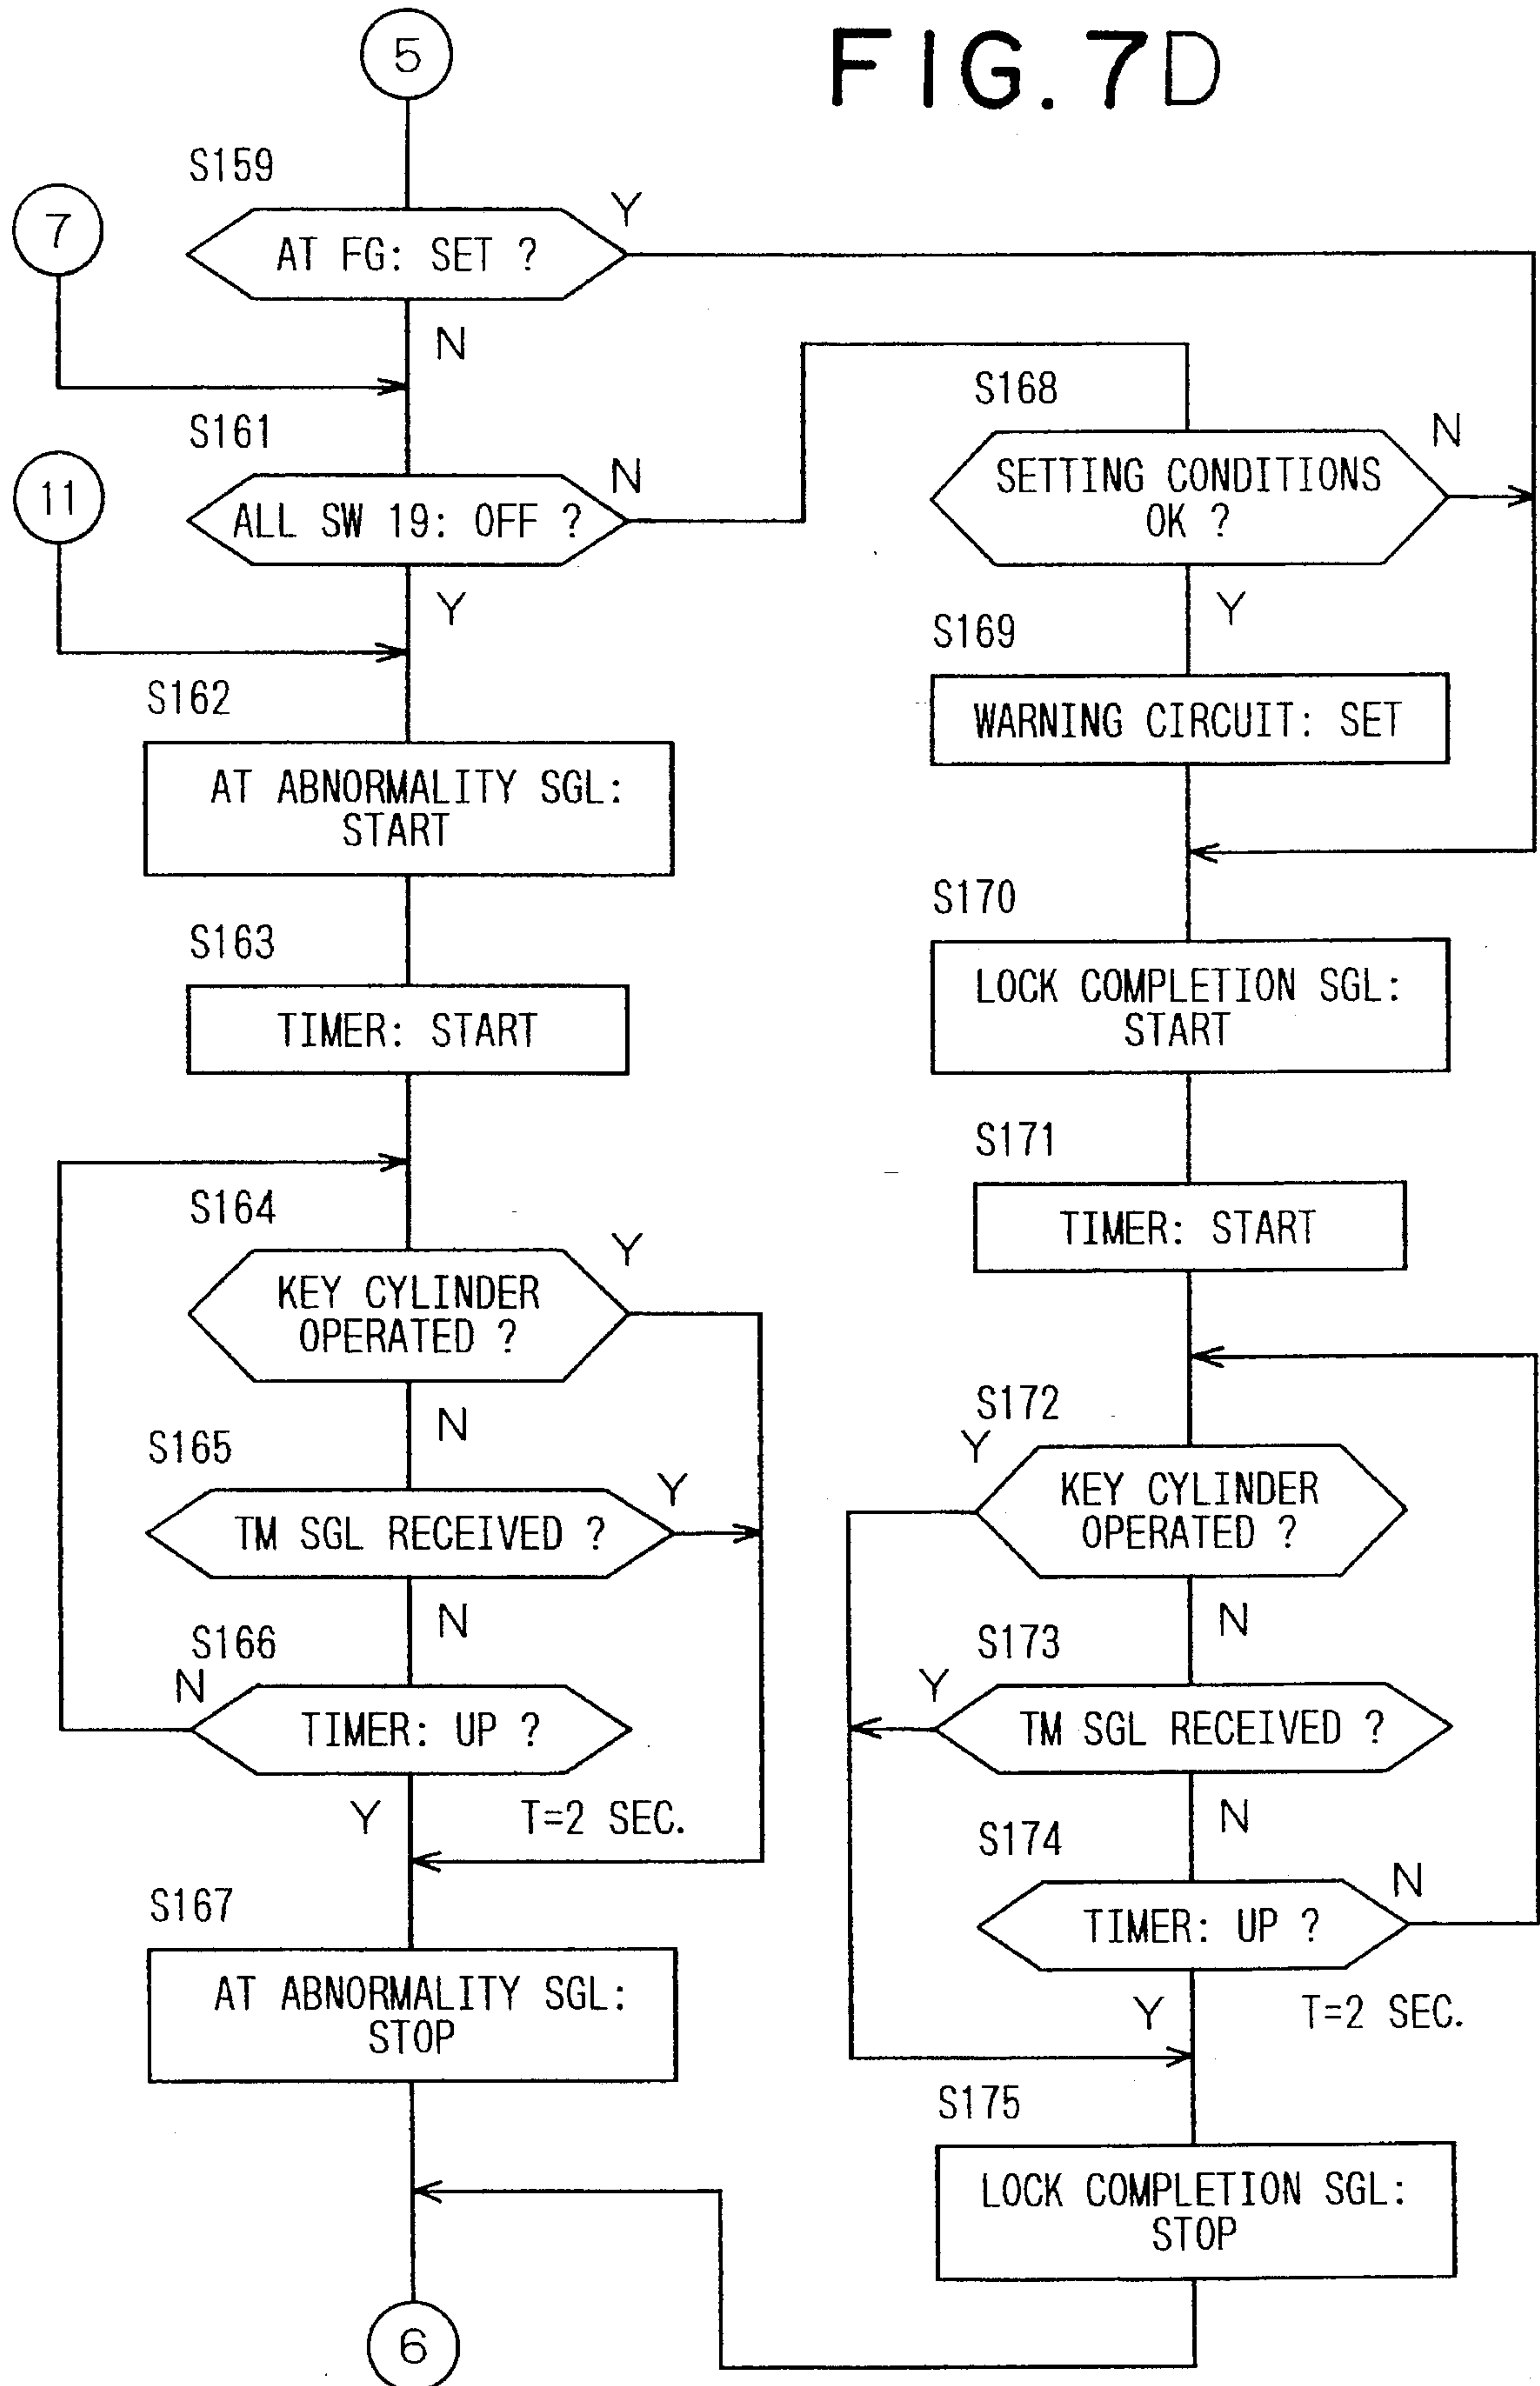 FIG. 7D
5
S159
7
Y
AT FG: SET ?
N
S161
11
N
ALL SW 19: OFF ?
Y
S162
AT ABNORMALITY SGL:
START
S163
TIMER: START
S164
Y
KEY CYLINDER
OPERATED ?
N
S165
Y
TM SGL RECEIVED ?
N
S166
N
TIMER: UP ?
Y
T=2 SEC.
S167
AT ABNORMALITY SGL:
STOP
6
S168
N
SETTING CONDITIONS
OK ?
Y
S169
WARNING CIRCUIT: SET
S170
LOCK COMPLETION SGL:
START
S171
TIMER: START
S172
Y
KEY CYLINDER
OPERATED ?
N
S173
Y
TM SGL RECEIVED ?
N
S174
N
TIMER: UP ?
Y
T=2 SEC.
S175
LOCK COMPLETION SGL:
STOP